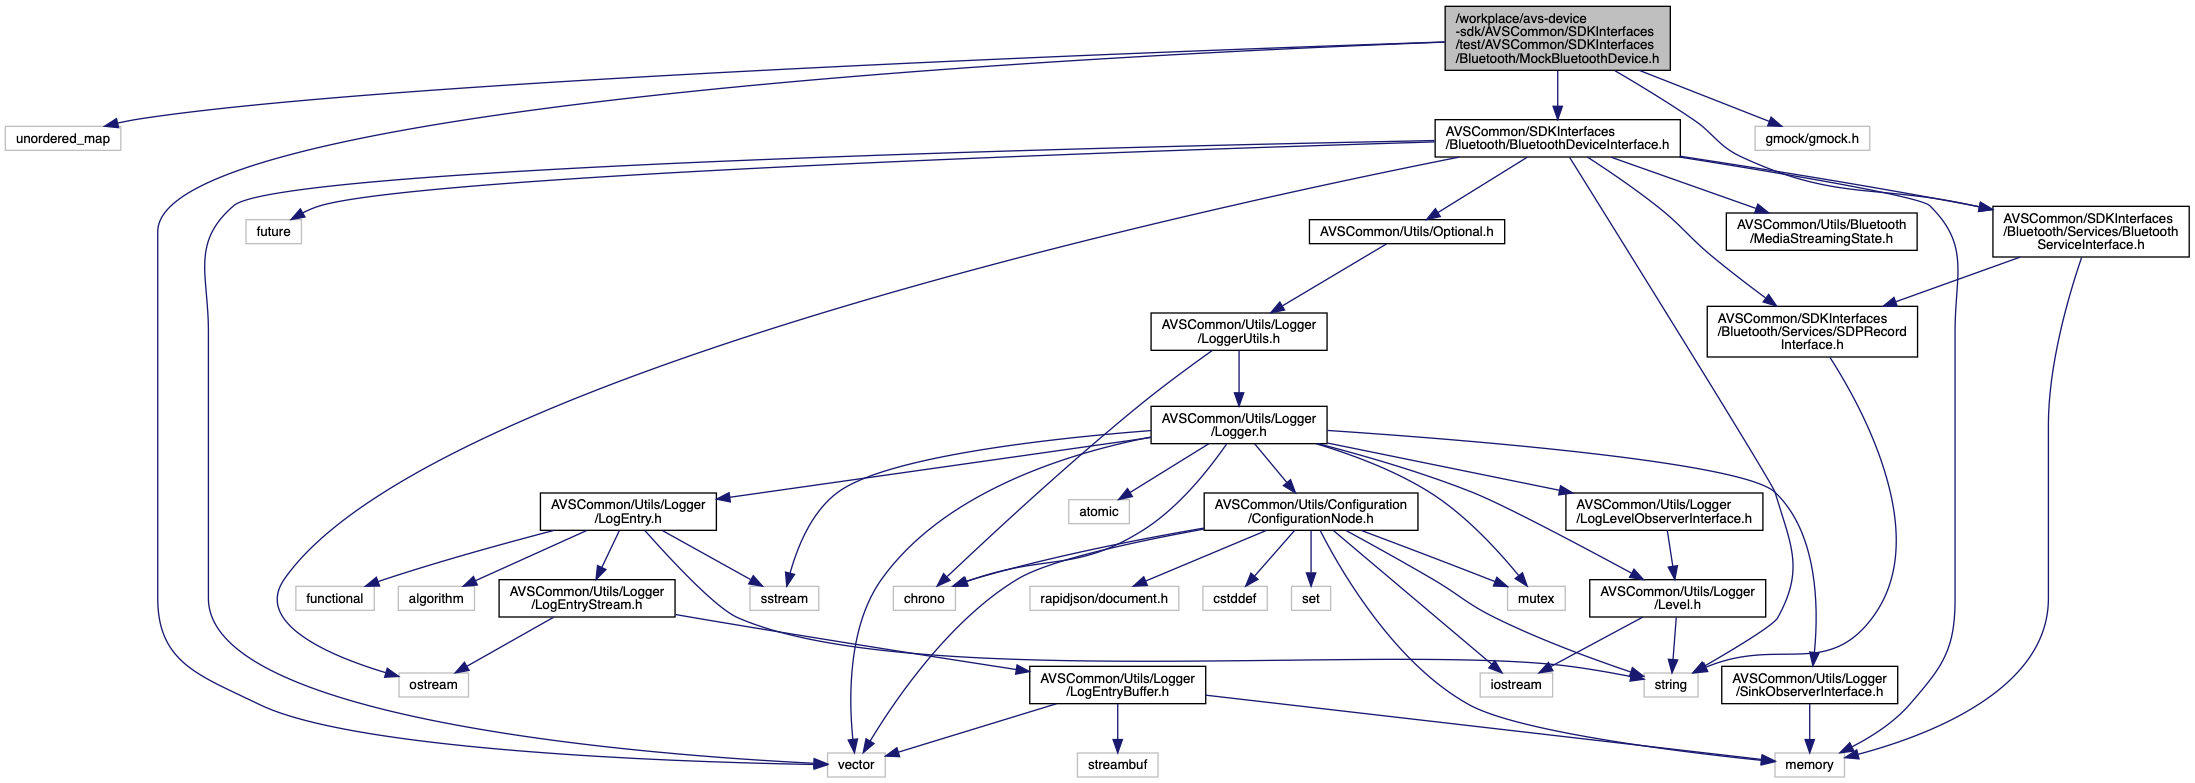 /workplace/avs-device
-sdk/AVSCommon/SDKInterfaces
/test/AVSCommon/SDKInterfaces
/Bluetooth/MockBluetoothDevice.h
unordered_map
AVSCommon/SDKInterfaces
/Bluetooth/BluetoothDeviceInterface.h
gmock/gmock.h
future
AVSCommon/Utils/Optional.h
AVSCommon/Utils/Bluetooth
/MediaStreamingState.h
AVSCommon/SDKInterfaces
/Bluetooth/Services/Bluetooth
ServiceInterface.h
AVSCommon/Utils/Logger
/LoggerUtils.h
AVSCommon/SDKInterfaces
/Bluetooth/Services/SDPRecord
Interface.h
AVSCommon/Utils/Logger
/Logger.h
AVSCommon/Utils/Logger
/LogEntry.h
atomic
AVSCommon/Utils/Configuration
/ConfigurationNode.h
AVSCommon/Utils/Logger
/LogLevelObserverInterface.h
functional
algorithm
AVSCommon/Utils/Logger
/LogEntryStream.h
sstream
chrono
rapidjson/document.h
cstddef
set
mutex
AVSCommon/Utils/Logger
/Level.h
ostream
AVSCommon/Utils/Logger
/LogEntryBuffer.h
iostream
string
AVSCommon/Utils/Logger
/SinkObserverInterface.h
vector
streambuf
memory